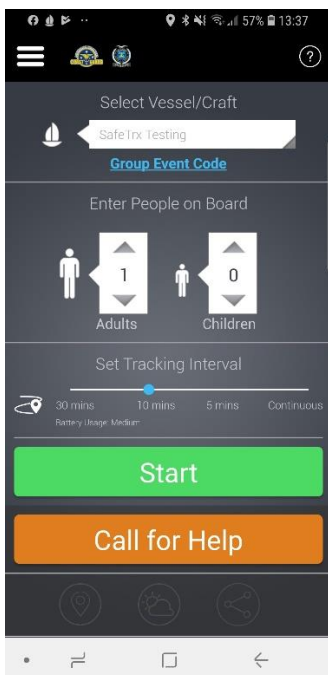 57% 13:37
?
Select Vessel/Craft
SafeTrx Testing
Group Event Code
Enter People on Board
1 0
Adults Children
Set Tracking Interval
30 mins 10 mins 5 mins Continuous
Battery Usage: Medium
Start
Call for Help